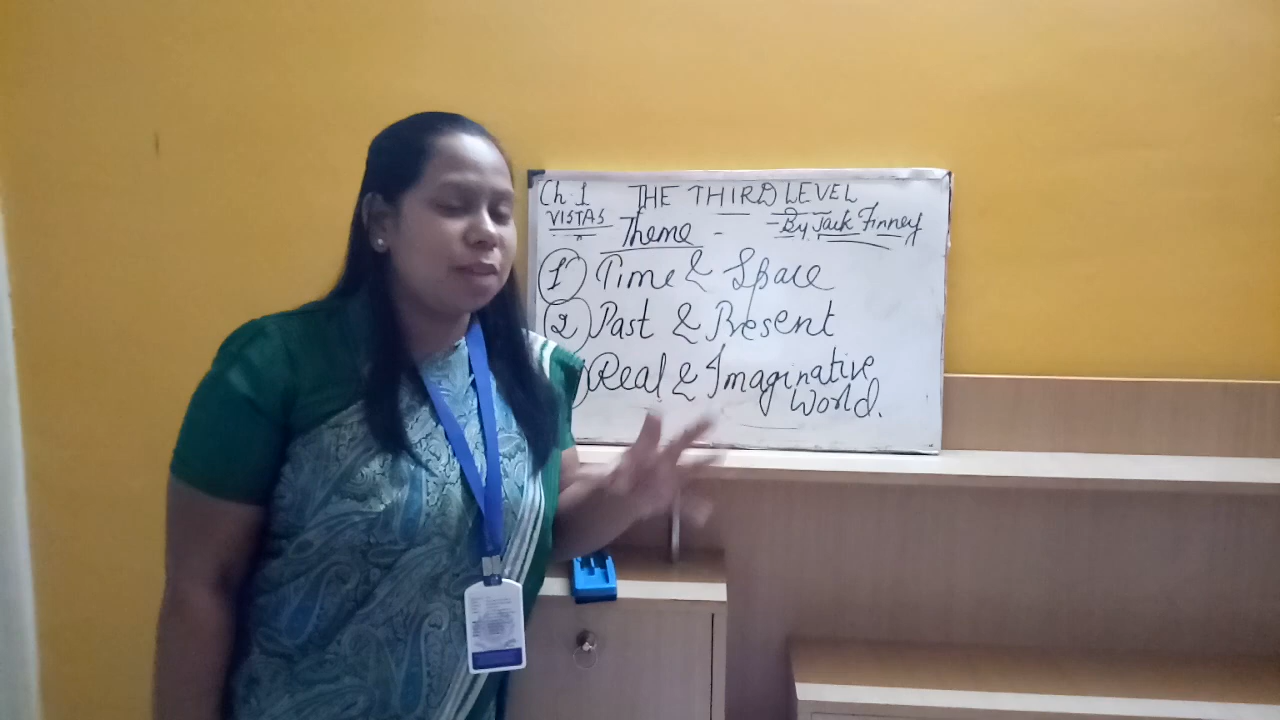 Ch. 1 THE THIRD LEVEL
VISTAS - By Jack Finney
Theme -
1 Time & Space
2 Past & Present
Real & Imaginative
World.